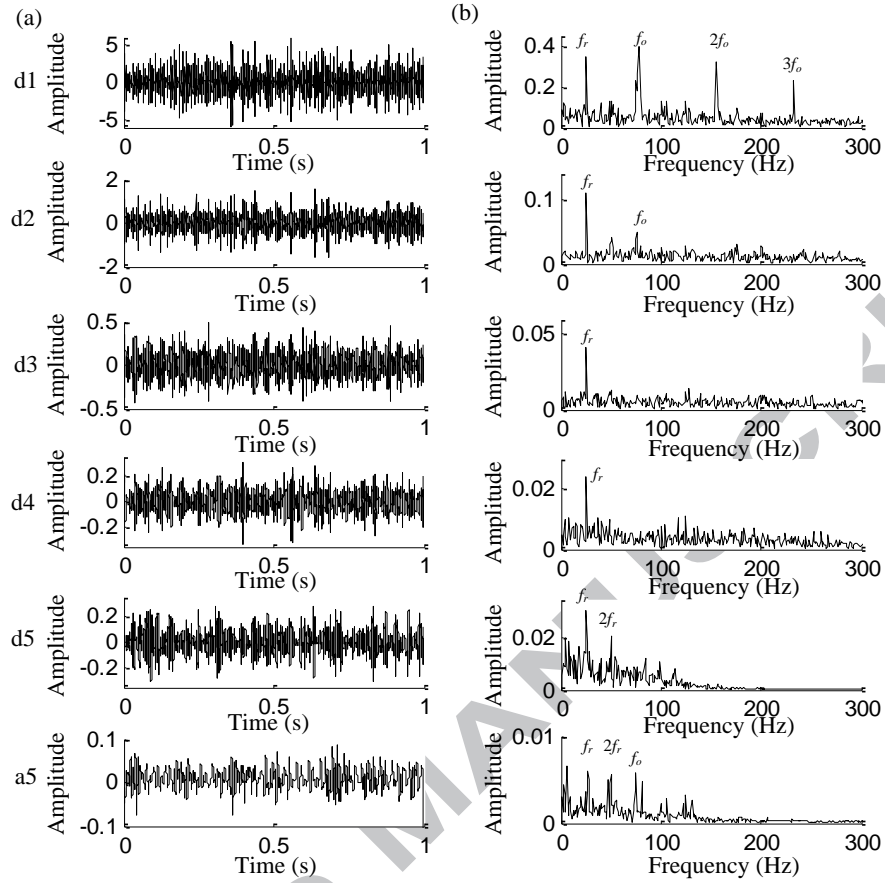 (a)
(b)
d1
Amplitude
5
0
-5
0
0.5
1
Time (s)
Amplitude
0.4
0.2
0
fr
fo
2fo
3fo
0
100
200
300
Frequency (Hz)
d2
Amplitude
2
0
-2
0
0.5
1
Time (s)
Amplitude
0.1
0
fr
fo
0
100
200
300
Frequency (Hz)
d3
Amplitude
0.5
0
-0.5
0
0.5
1
Time (s)
Amplitude
0.05
0
fr
0
100
200
300
Frequency (Hz)
d4
Amplitude
0.2
0
-0.2
0
0.5
1
Time (s)
Amplitude
0.02
0
fr
0
100
200
300
Frequency (Hz)
d5
Amplitude
0.2
0
-0.2
0
0.5
1
Time (s)
Amplitude
0.02
0
fr
2fr
0
100
200
300
Frequency (Hz)
a5
Amplitude
0.1
0
-0.1
0
0.5
1
Time (s)
Amplitude
0.01
0
fr
2fr
fo
0
100
200
300
Frequency (Hz)